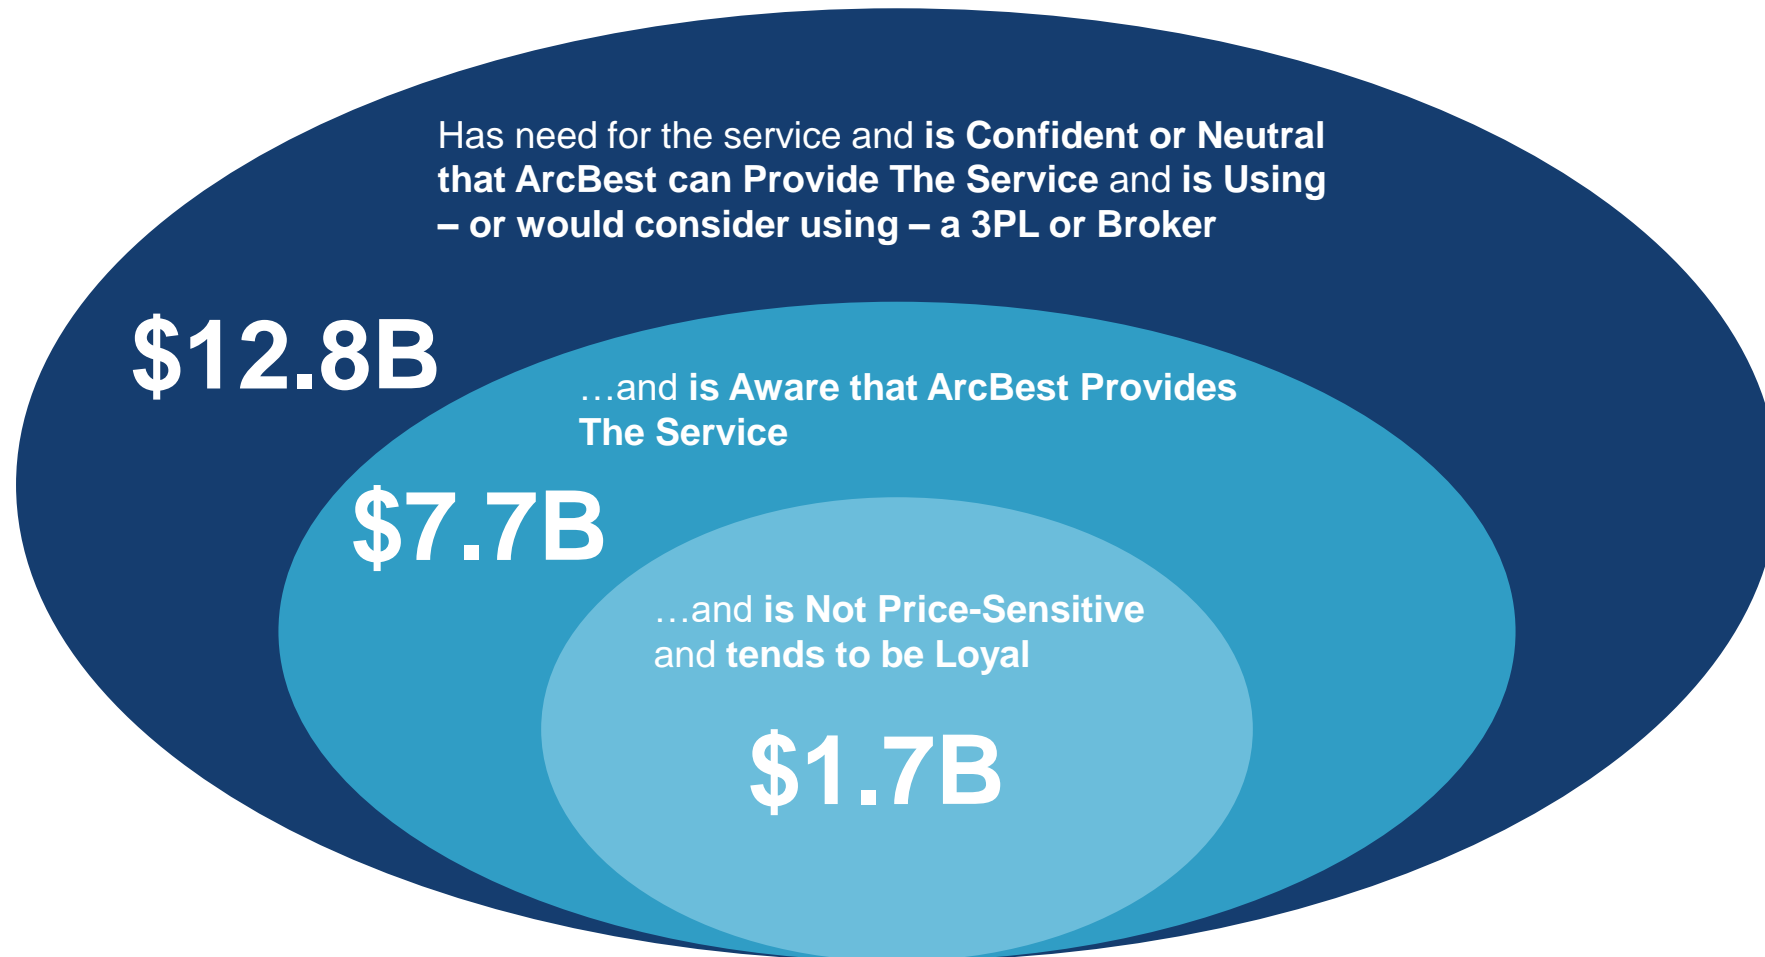 Has need for the service and is Confident or Neutral
that ArcBest can Provide The Service and is Using
– or would consider using – a 3PL or Broker
$12.8B
…and is Aware that ArcBest Provides
The Service
$7.7B
…and is Not Price-Sensitive
and tends to be Loyal
$1.7B